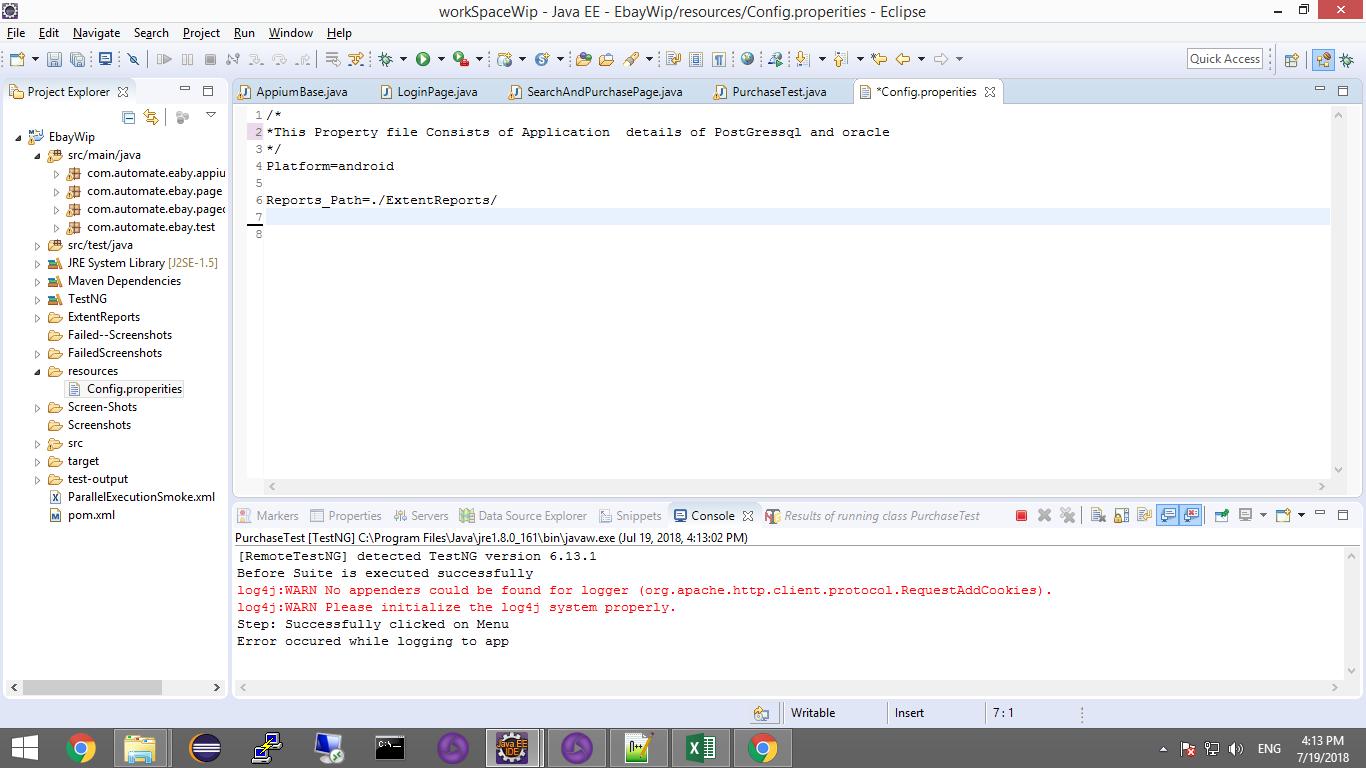 workSpaceWip - Java EE - EbayWip/resources/Config.properities - Eclipse
File Edit Navigate Search Project Run Window Help
Quick Access
Project Explorer
AppiumBase.java LoginPage.java SearchAndPurchasePage.java PurchaseTest.java *Config.properities
EbayWip
src/main/java
com.automate.eaby.appiu
com.automate.ebay.page
com.automate.ebay.pageo
com.automate.ebay.test
src/test/java
JRE System Library [J2SE-1.5]
Maven Dependencies
TestNG
ExtentReports
Failed--Screenshots
FailedScreenshots
resources
Config.properities
Screen-Shots
Screenshots
src
target
test-output
ParallelExecutionSmoke.xml
pom.xml
1 /*
2 *This Property file Consists of Application  details of PostGressql and oracle
3 */
4 Platform=android
5
6 Reports_Path=./ExtentReports/
7
8
Markers Properties Servers Data Source Explorer Snippets Console Results of running class PurchaseTest
PurchaseTest [TestNG] C:\Program Files\Java\jre1.8.0_161\bin\javaw.exe (Jul 19, 2018, 4:13:02 PM)
[RemoteTestNG] detected TestNG version 6.13.1
Before Suite is executed successfully
log4j:WARN No appenders could be found for logger (org.apache.http.client.protocol.RequestAddCookies).
log4j:WARN Please initialize the log4j system properly.
Step: Successfully clicked on Menu
Error occured while logging to app
Writable Insert 7 : 1
ENG
4:13 PM
7/19/2018